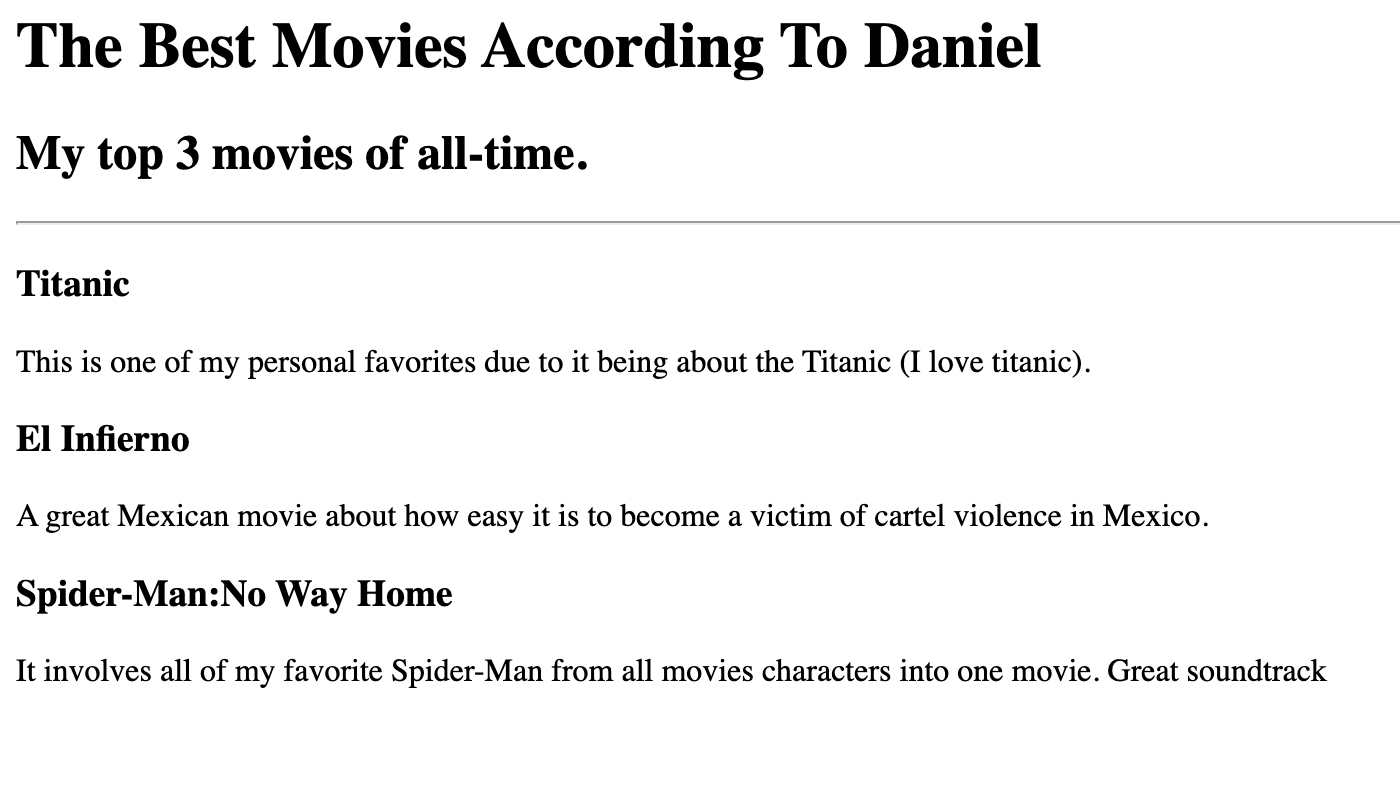 The Best Movies According To Daniel
My top 3 movies of all-time.
Titanic
This is one of my personal favorites due to it being about the Titanic (I love titanic).
El Infierno
A great Mexican movie about how easy it is to become a victim of cartel violence in Mexico.
Spider-Man:No Way Home
It involves all of my favorite Spider-Man from all movies characters into one movie. Great soundtrack